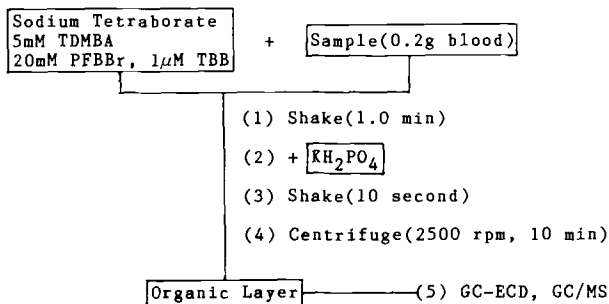 Sodium Tetraborate
5mM TDMBA
20mM PFBBr, 1μM TBB
+
Sample(0.2g blood)
(1) Shake(1.0 min)
(2) + KH₂PO₄
(3) Shake(10 second)
(4) Centrifuge(2500 rpm, 10 min)
Organic Layer
(5) GC-ECD, GC/MS